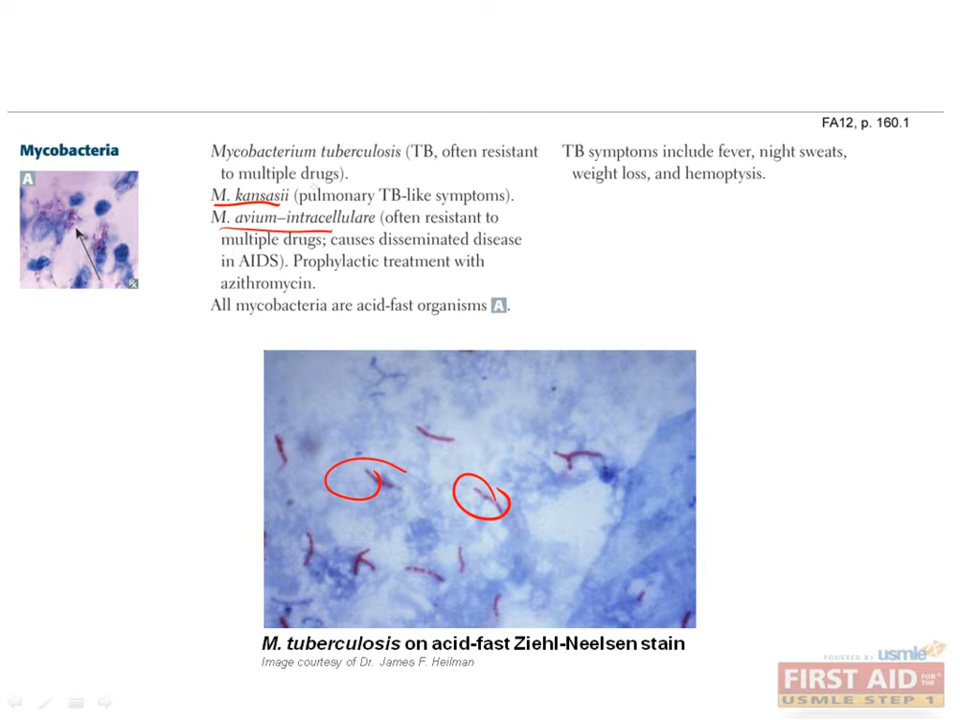 FA12, p. 160.1
Mycobacteria
A
Rx
Mycobacterium tuberculosis (TB, often resistant
to multiple drugs).
M. kansasii (pulmonary TB-like symptoms).
M. avium–intracellulare (often resistant to
multiple drugs; causes disseminated disease
in AIDS). Prophylactic treatment with
azithromycin.
All mycobacteria are acid-fast organisms A.
TB symptoms include fever, night sweats,
weight loss, and hemoptysis.
M. tuberculosis on acid-fast Ziehl-Neelsen stain
Image courtesy of Dr. James F. Heilman
POWERED BY usmle Rx
FIRST AID FOR THE
USMLE STEP 1